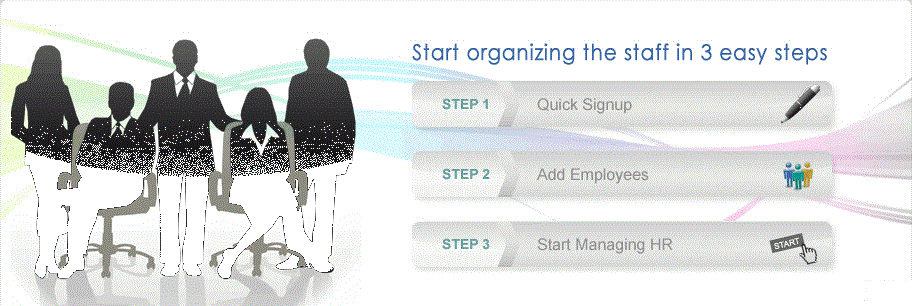 Start organizing the staff in 3 easy steps
STEP 1 Quick Signup
STEP 2 Add Employees
STEP 3 Start Managing HR START